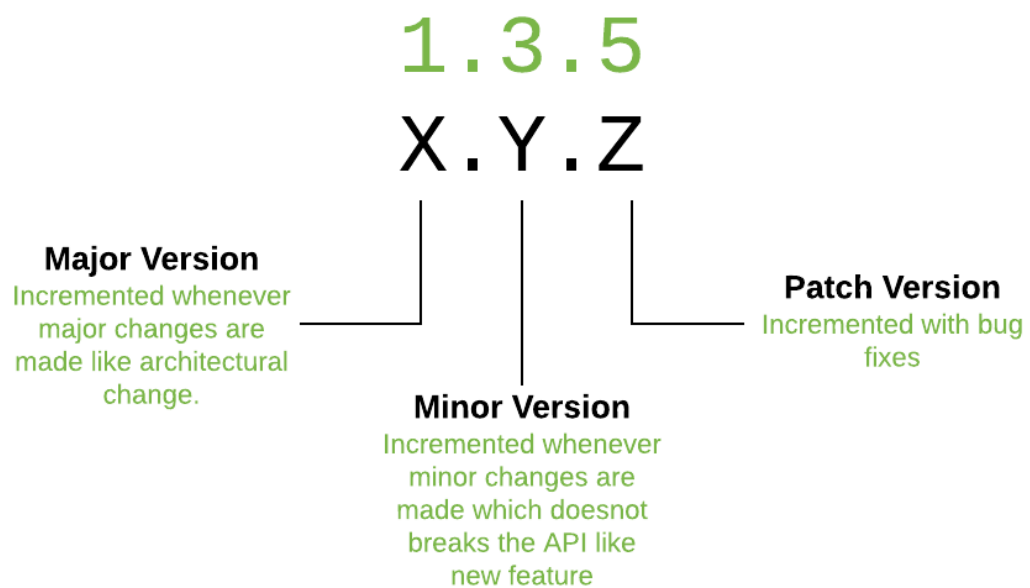 1.3.5
X.Y.Z
Major Version
Incremented whenever
major changes are
made like architectural
change.
Minor Version
Incremented whenever
minor changes are
made which doesnot
breaks the API like
new feature
Patch Version
Incremented with bug
fixes